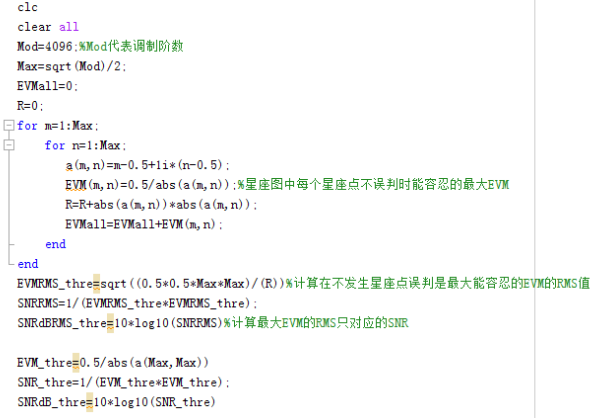 clc
clear all
Mod=4096;%Mod代表调制阶数
Max=sqrt(Mod)/2;
EVMall=0;
R=0;
for m=1:Max;
for n=1:Max;
a(m,n)=m-0.5+1i*(n-0.5);
EVM(m,n)=0.5/abs(a(m,n));%星座图中每个星座点不误判时能容忍的最大EVM
R=R+abs(a(m,n))*abs(a(m,n));
EVMall=EVMall+EVM(m,n);
end
end
EVMRMS_thre=sqrt((0.5*0.5*Max*Max)/(R))%计算在不发生星座点误判是最大能容忍的EVM的RMS值
SNRRMS=1/(EVMRMS_thre*EVMRMS_thre);
SNRdBRMS_thre=10*log10(SNRRMS)%计算最大EVM的RMS只对应的SNR
EVM_thre=0.5/abs(a(Max,Max))
SNR_thre=1/(EVM_thre*EVM_thre);
SNRdB_thre=10*log10(SNR_thre)